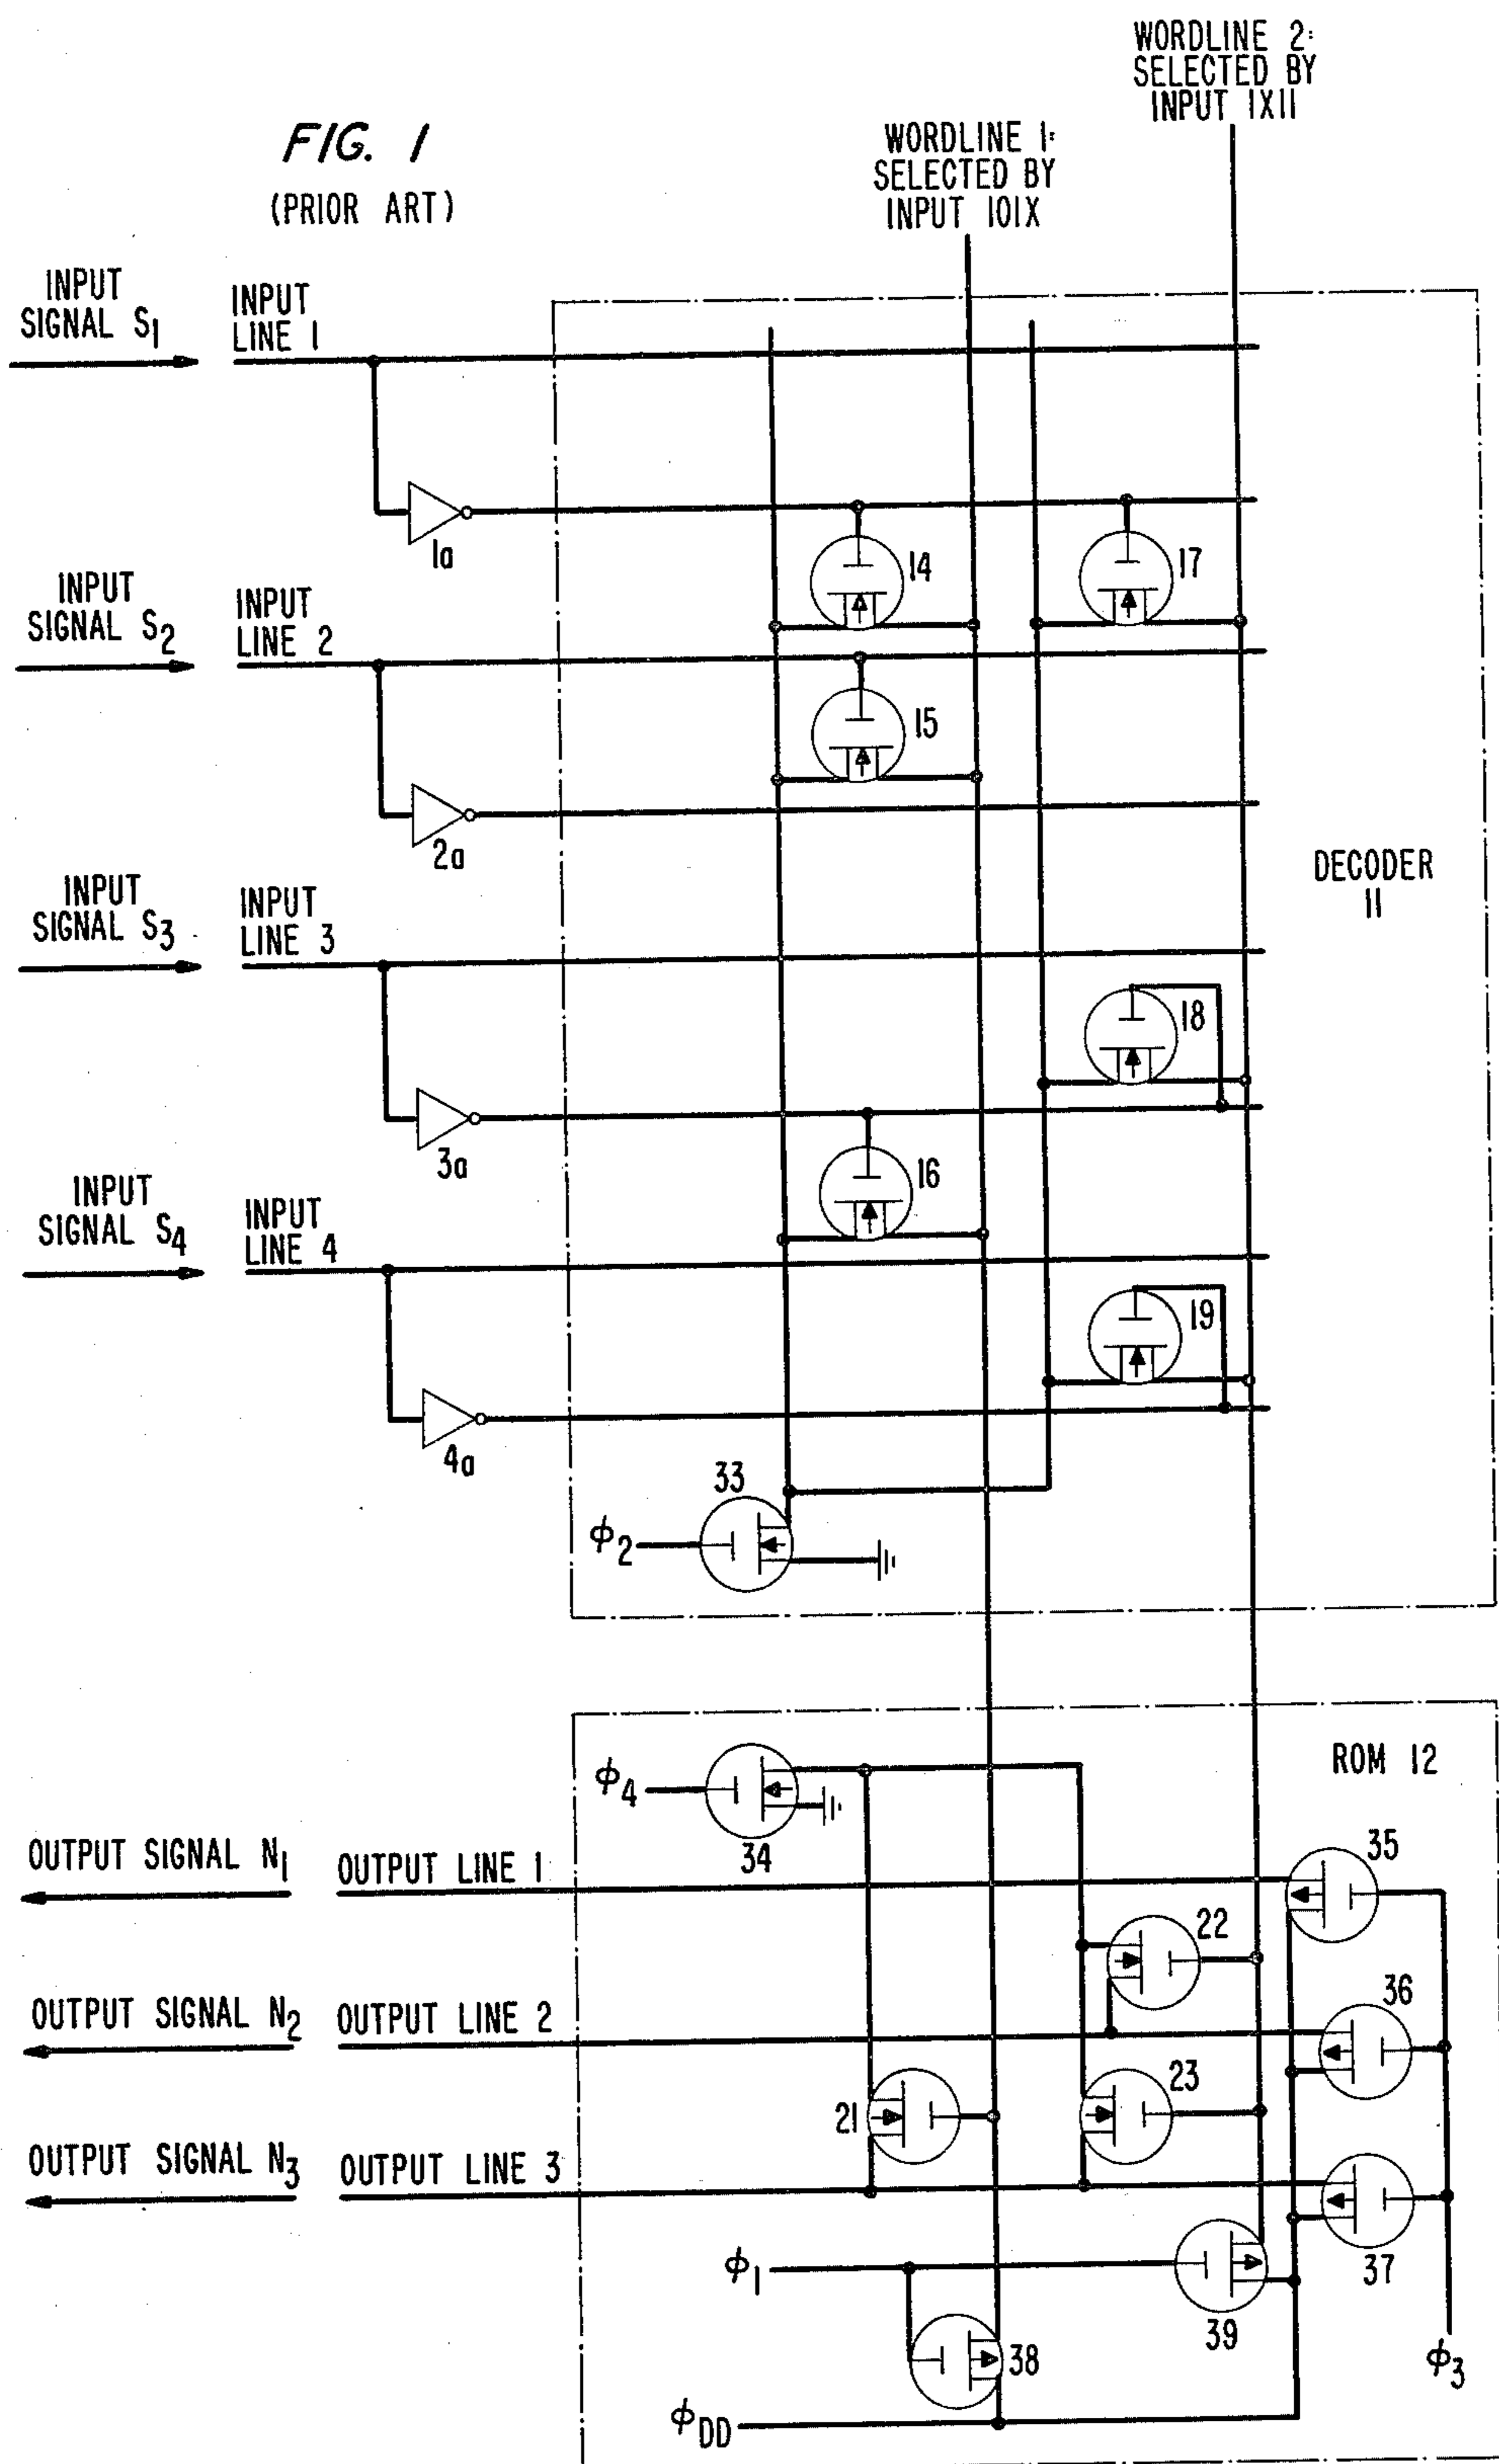 FIG. 1
(PRIOR ART)
WORDLINE 1:
SELECTED BY
INPUT 101X
WORDLINE 2:
SELECTED BY
INPUT 1X11
INPUT
SIGNAL S1
INPUT
LINE 1
1a
14
17
INPUT
SIGNAL S2
INPUT
LINE 2
15
2a
DECODER
11
INPUT
SIGNAL S3
INPUT
LINE 3
18
3a
16
INPUT
SIGNAL S4
INPUT
LINE 4
19
4a
33
ϕ2
ROM 12
ϕ4
34
35
OUTPUT SIGNAL N1
OUTPUT LINE 1
22
36
OUTPUT SIGNAL N2
OUTPUT LINE 2
21
23
OUTPUT SIGNAL N3
OUTPUT LINE 3
37
ϕ1
39
38
ϕ3
ϕDD